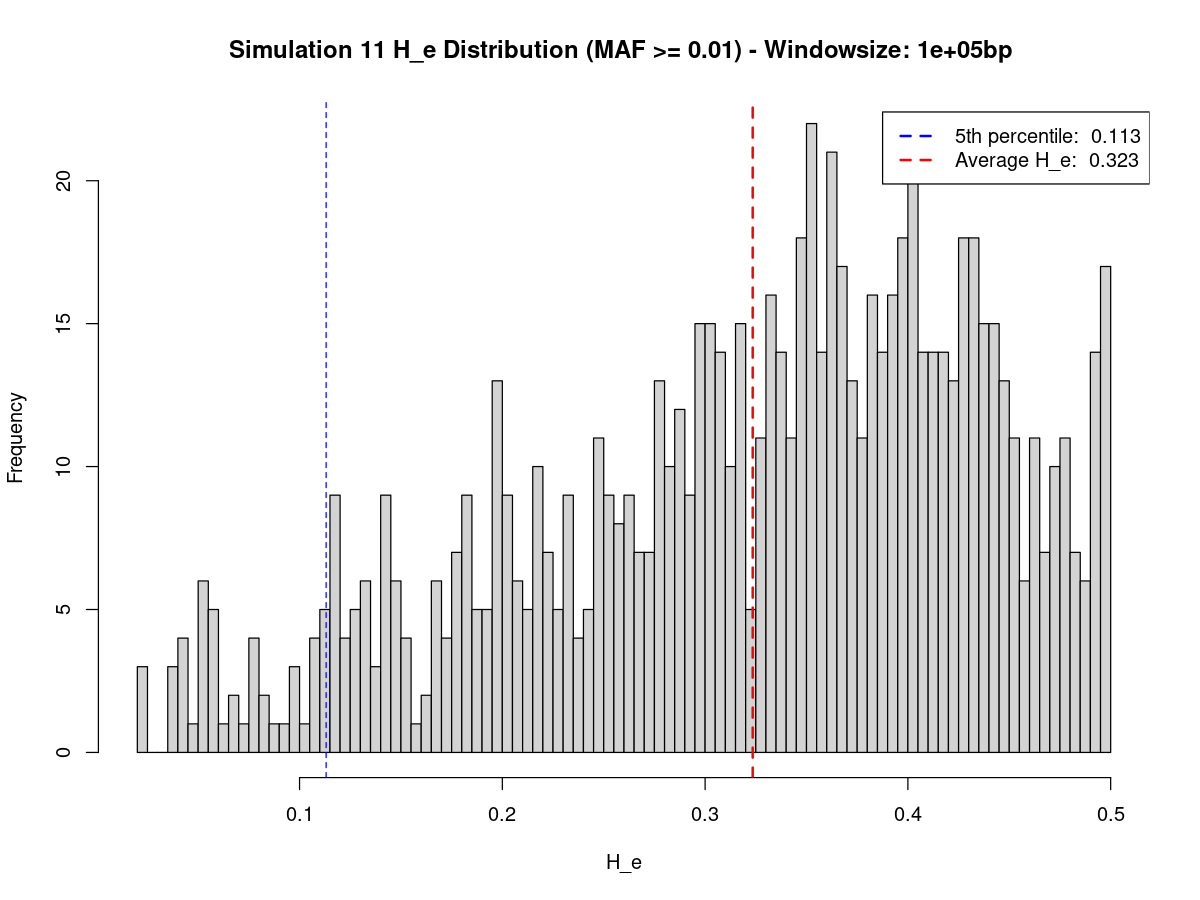 Simulation 11 H_e Distribution (MAF >= 0.01) - Windowsize: 1e+05bp
5th percentile: 0.113
Average H_e: 0.323
Frequency
20
15
10
5
0
0.1 0.2 0.3 0.4 0.5
H_e